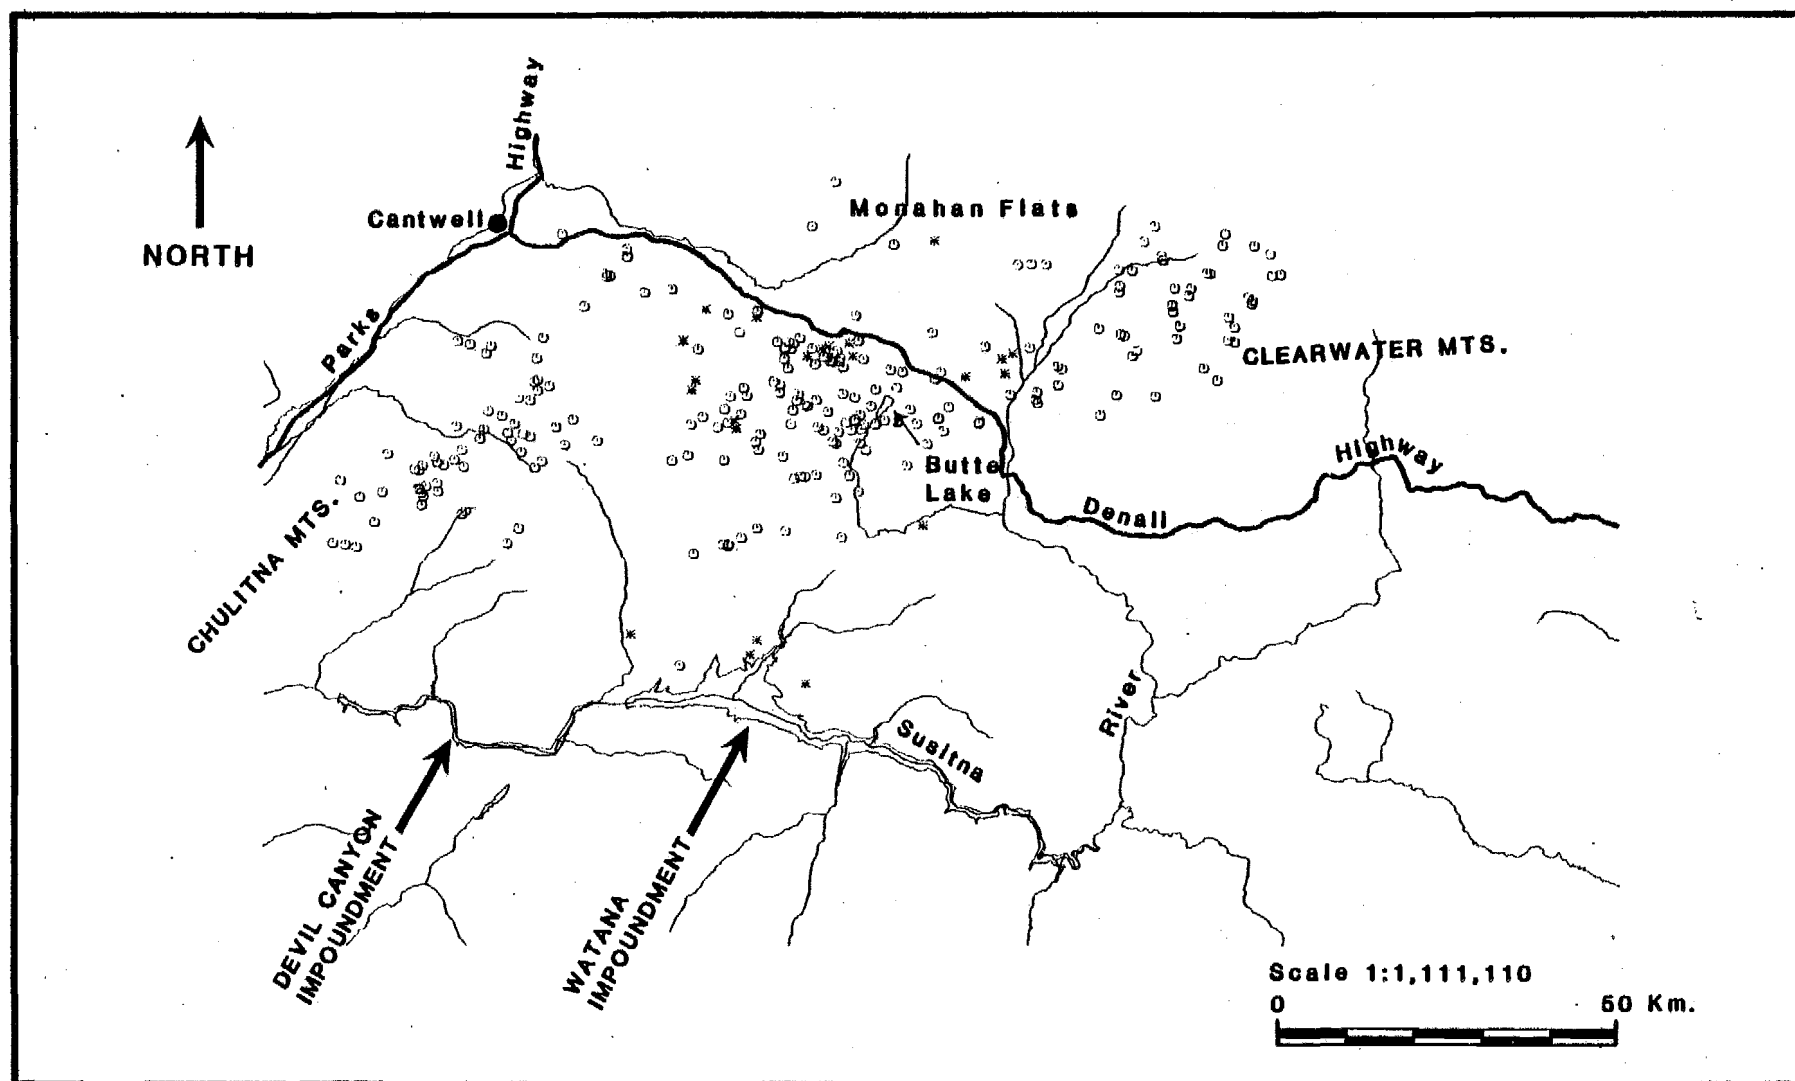 Highway
Cantwell
Monahan Flats
NORTH
Parks
CLEARWATER MTS.
Highway
Butte
Lake
Denali
CHULITNA MTS.
River
Susitna
DEVIL CANYON
IMPOUNDMENT
WATANA
IMPOUNDMENT
Scale 1:1,111,110
0 50 Km.